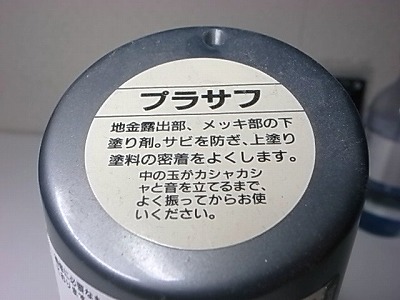 プラサフ
地金露出部、メッキ部の下
塗り剤。サビを防ぎ、上塗り
塗料の密着をよくします。
中の玉がカシャカシ
ャと音を立てるまで、
よく振ってからお使
いください。